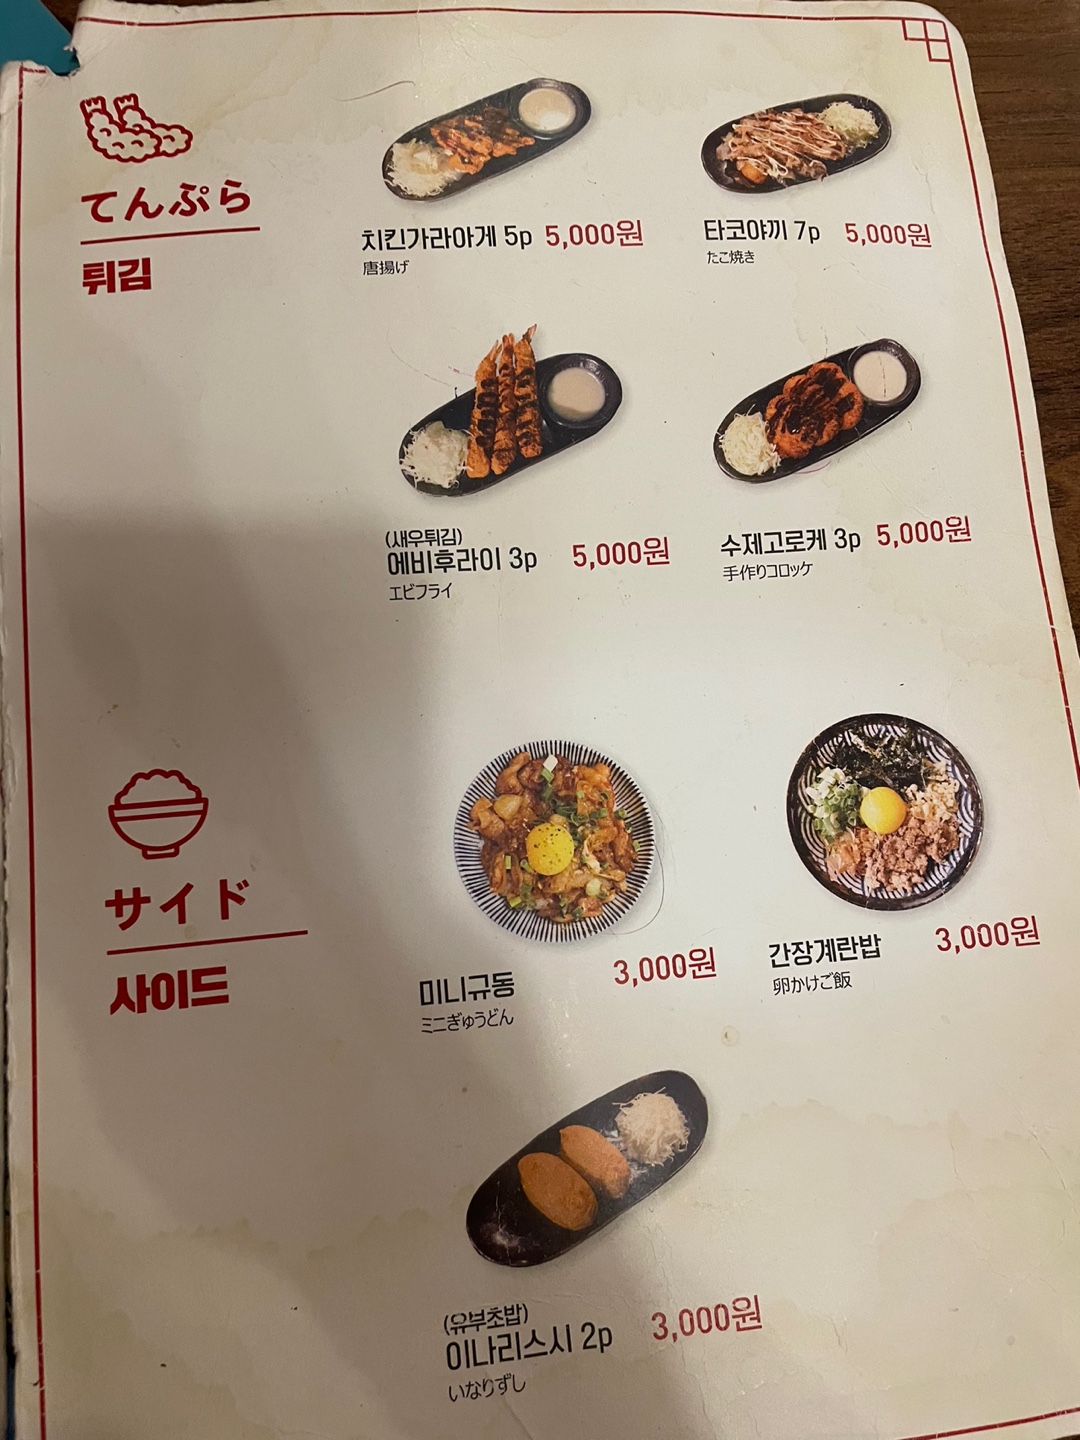 てんぷら
튀김
치킨가라아게 5p 5,000원
唐揚げ
타코야끼 7p 5,000원
たこ焼き
(새우튀김)
에비후라이 3p 5,000원
エビフライ
수제고로케 3p 5,000원
手作りコロッケ
サイド
사이드
미니규동 3,000원
ミニぎゅうどん
간장계란밥 3,000원
卵かけご飯
(유부초밥)
이나리스시 2p 3,000원
いなりずし